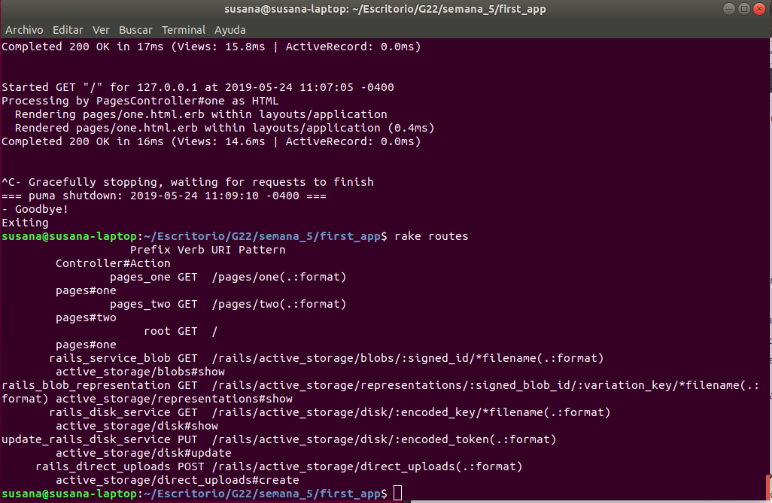 susana@susana-laptop: ~/Escritorio/G22/semana_5/first_app
Archivo Editar Ver Buscar Terminal Ayuda
Completed 200 OK in 17ms (Views: 15.8ms | ActiveRecord: 0.0ms)
Started GET "/" for 127.0.0.1 at 2019-05-24 11:07:05 -0400
Processing by PagesController#one as HTML
Rendering pages/one.html.erb within layouts/application
Rendered pages/one.html.erb within layouts/application (0.4ms)
Completed 200 OK in 16ms (Views: 14.6ms | ActiveRecord: 0.0ms)
^C- Gracefully stopping, waiting for requests to finish
=== puma shutdown: 2019-05-24 11:09:10 -0400 ===
- Goodbye!
Exiting
susana@susana-laptop:~/Escritorio/G22/semana_5/first_app$ rake routes
Prefix Verb URI Pattern
Controller#Action
pages_one GET /pages/one(.:format)
pages#one
pages_two GET /pages/two(.:format)
pages#two
root GET /
pages#one
rails_service_blob GET /rails/active_storage/blobs/:signed_id/*filename(.:format)
active_storage/blobs#show
rails_blob_representation GET /rails/active_storage/representations/:signed_blob_id/:variation_key/*filename(.:
format) active_storage/representations#show
rails_disk_service GET /rails/active_storage/disk/:encoded_key/*filename(.:format)
active_storage/disk#show
update_rails_disk_service PUT /rails/active_storage/disk/:encoded_token(.:format)
active_storage/disk#update
rails_direct_uploads POST /rails/active_storage/direct_uploads(.:format)
active_storage/direct_uploads#create
susana@susana-laptop:~/Escritorio/G22/semana_5/first_app$